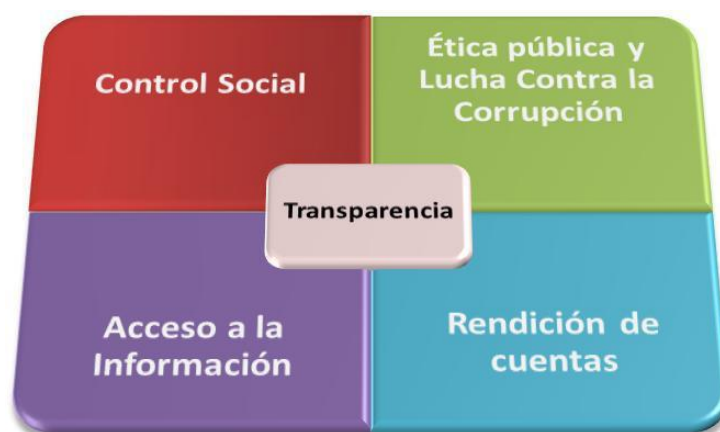 Control Social
Ética pública y
Lucha Contra la
Corrupción
Transparencia
Acceso a la
Información
Rendición de
cuentas